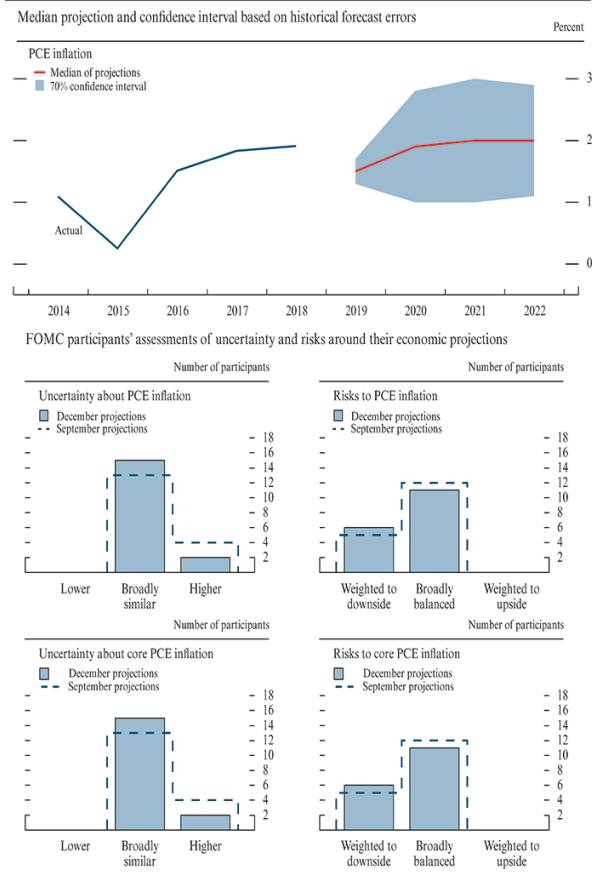 Median projection and confidence interval based on historical forecast errors
Percent
PCE inflation
Median of projections
70% confidence interval
3
2
1
0
Actual
2014 2015 2016 2017 2018 2019 2020 2021 2022
FOMC participants' assessments of uncertainty and risks around their economic projections
Number of participants
Uncertainty about PCE inflation
December projections
September projections
18
16
14
12
10
8
6
4
2
Lower Broadly similar Higher
Number of participants
Risks to PCE inflation
December projections
September projections
18
16
14
12
10
8
6
4
2
Weighted to downside Broadly balanced Weighted to upside
Number of participants
Uncertainty about core PCE inflation
December projections
September projections
18
16
14
12
10
8
6
4
2
Lower Broadly similar Higher
Number of participants
Risks to core PCE inflation
December projections
September projections
18
16
14
12
10
8
6
4
2
Weighted to downside Broadly balanced Weighted to upside